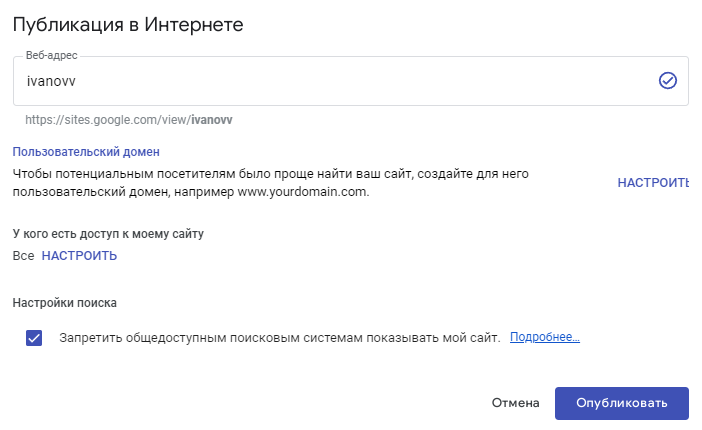 Публикация в Интернете
Веб-адрес
ivanovv
https://sites.google.com/view/ivanovv
Пользовательский домен
Чтобы потенциальным посетителям было проще найти ваш сайт, создайте для него
пользовательский домен, например www.yourdomain.com.
НАСТРОИТЬ
У кого есть доступ к моему сайту
Все НАСТРОИТЬ
Настройки поиска
Запретить общедоступным поисковым системам показывать мой сайт. Подробнее...
Отмена Опубликовать